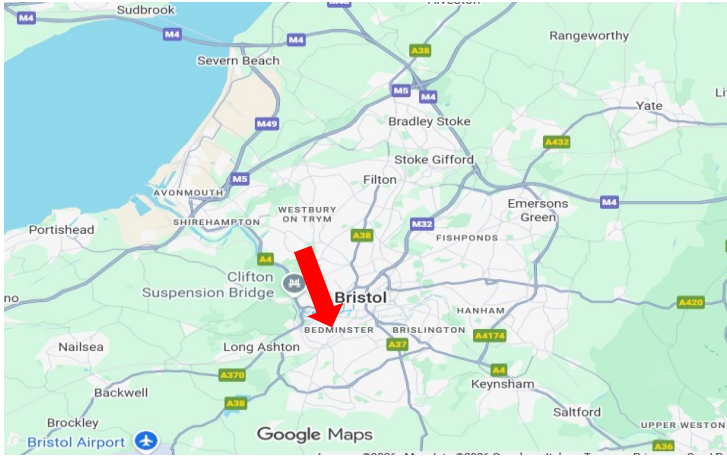 Sudbrook
Alveston
M4
M4
M4
A38
Rangeworthy
Severn Beach
M5
M4
Yate
M49
Bradley Stoke
A432
Stoke Gifford
M5
Filton
AVONMOUTH
Emersons
Green
M4
WESTBURY
ON TRYM
SHIREHAMPTON
Portishead
M32
A38
FISHPONDS
A4
Clifton
Suspension Bridge
Bristol
A420
HANHAM
BEDMINSTER
BRISLINGTON
A4174
Nailsea
Long Ashton
A37
A370
A4
Keynsham
Backwell
A38
Saltford
Brockley
UPPER WESTON
Google Maps
Bristol Airport
A36